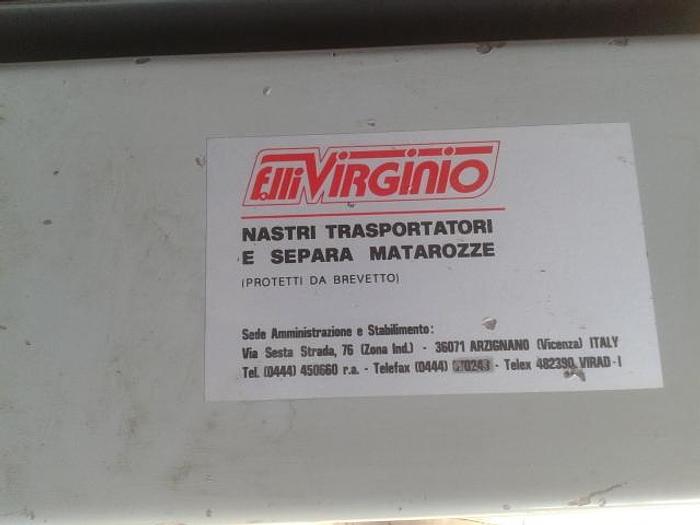 F.lli VIRGINIO
NASTRI TRASPORTATORI
E SEPARA MATAROZZE
(PROTETTI DA BREVETTO)
Sede Amministrazione e Stabilimento:
Via Sesta Strada, 76 (Zona Ind.) - 36071 ARZIGNANO (Vicenza) ITALY
Tel. (0444) 450660 r.a. - Telefax (0444) - Telex 482390 VIRAD-I